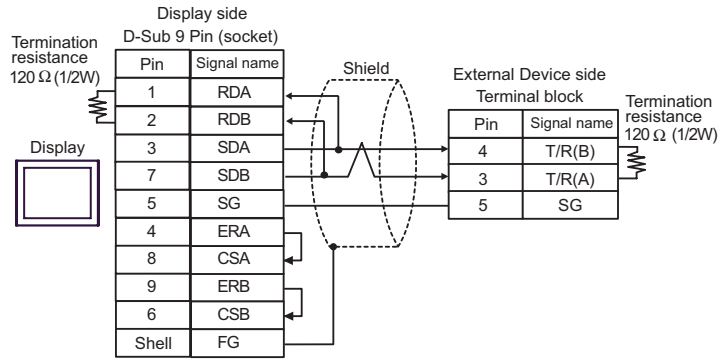 Display side
D-Sub 9 Pin (socket)
Termination
resistance
120 Ω (1/2W)
Pin Signal name
1 RDA
2 RDB
3 SDA
7 SDB
5 SG
4 ERA
8 CSA
9 ERB
6 CSB
Shell FG
Display
Shield
External Device side
Terminal block
Pin Signal name
4 T/R(B)
3 T/R(A)
5 SG
Termination
resistance
120 Ω (1/2W)